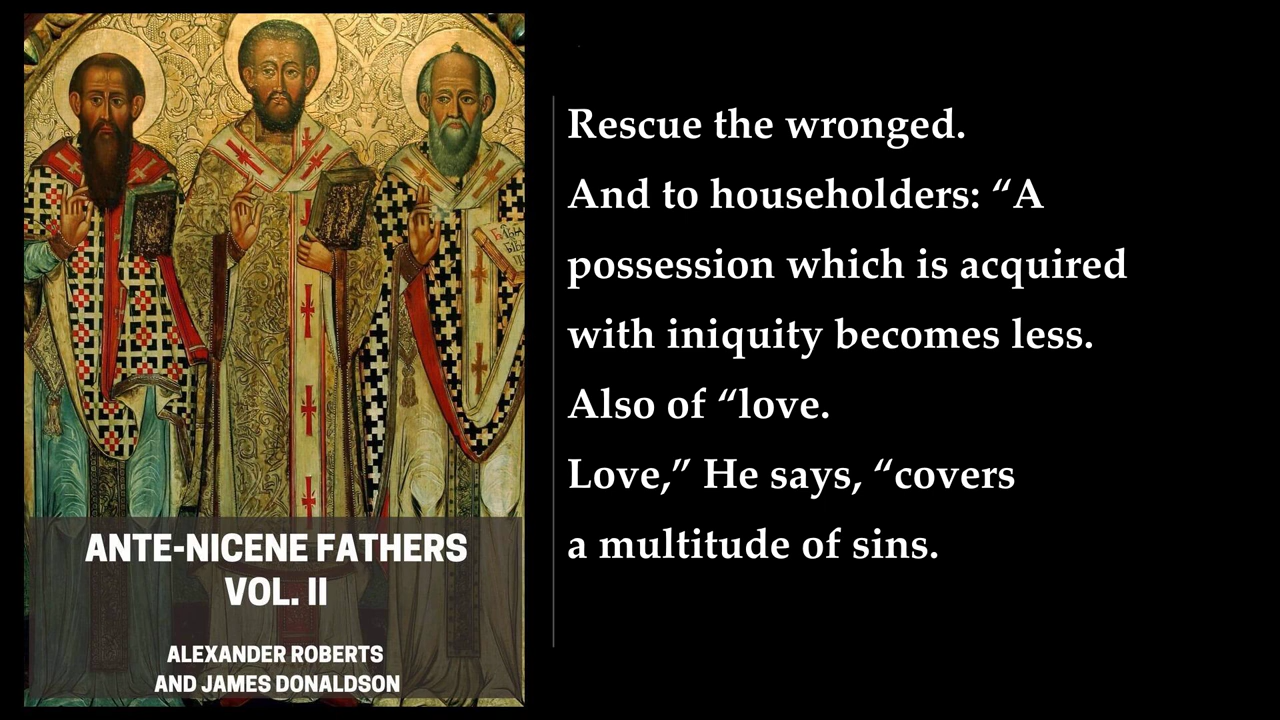 ANTE-NICENE FATHERS
VOL. II
ALEXANDER ROBERTS
AND JAMES DONALDSON
Rescue the wronged.
And to householders: “A
possession which is acquired
with iniquity becomes less.
Also of “love.
Love,” He says, “covers
a multitude of sins.